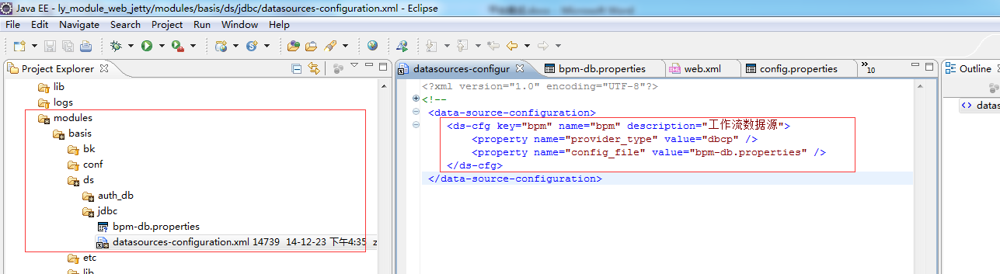 Java EE - ly_module_web_jetty/modules/basis/ds/jdbc/datasources-configuration.xml - Eclipse
File Edit Navigate Search Project Run Window Help
Project Explorer
datasources-configur bpm-db.properties web.xml config.properties »10
Outline
lib
logs
modules
basis
bk
conf
ds
auth_db
jdbc
bpm-db.properties
datasources-configuration.xml 14739 14-12-23 下午4:35 z
etc
lib
<?xml version="1.0" encoding="UTF-8"?>
<!--
<data-source-configuration>
<ds-cfg key="bpm" name="bpm" description="工作流数据源">
<property name="provider_type" value="dbcp" />
<property name="config_file" value="bpm-db.properties" />
</ds-cfg>
</data-source-configuration>
<> datas